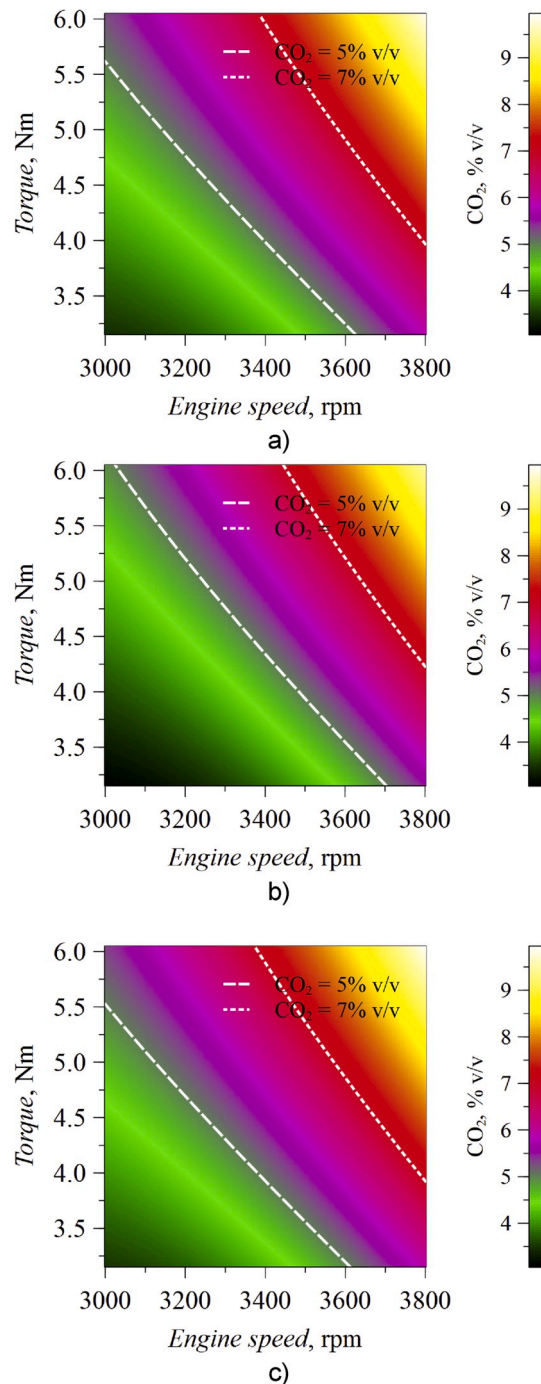 6.0
5.5
5.0
4.5
4.0
3.5
Torque, Nm
CO₂ = 5% v/v
CO₂ = 7% v/v
3000 3200 3400 3600 3800
Engine speed, rpm
9
8
7
6
5
4
CO₂, % v/v
a)
6.0
5.5
5.0
4.5
4.0
3.5
Torque, Nm
CO₂ = 5% v/v
CO₂ = 7% v/v
3000 3200 3400 3600 3800
Engine speed, rpm
9
8
7
6
5
4
CO₂, % v/v
b)
6.0
5.5
5.0
4.5
4.0
3.5
Torque, Nm
CO₂ = 5% v/v
CO₂ = 7% v/v
3000 3200 3400 3600 3800
Engine speed, rpm
9
8
7
6
5
4
CO₂, % v/v
c)